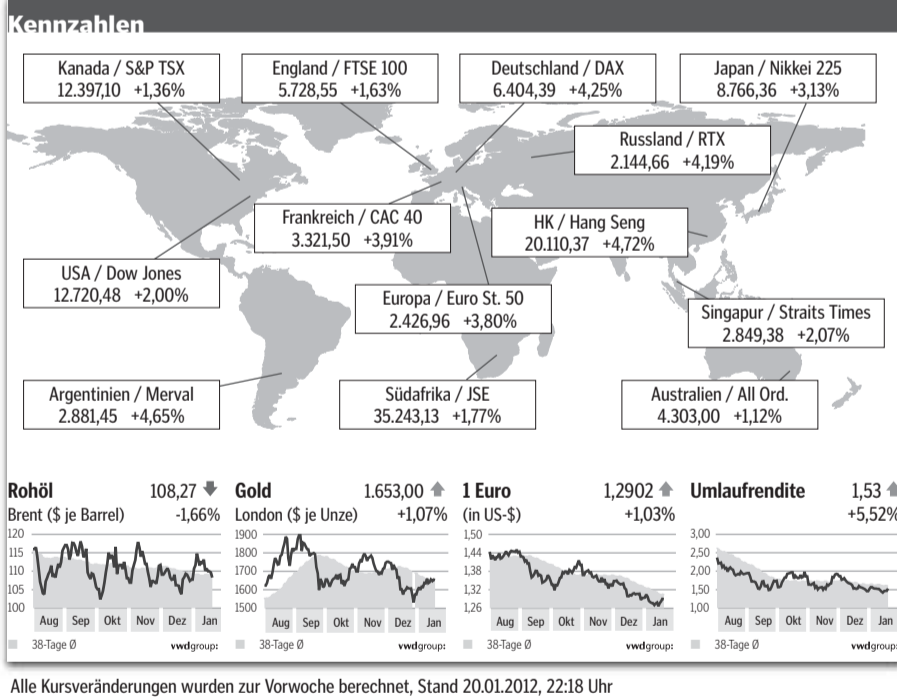 Kennzahlen
Kanada / S&P TSX
12.397,10 +1,36%
England / FTSE 100
5.728,55 +1,63%
Deutschland / DAX
6.404,39 +4,25%
Japan / Nikkei 225
8.766,36 +3,13%
Russland / RTX
2.144,66 +4,19%
Frankreich / CAC 40
3.321,50 +3,91%
HK / Hang Seng
20.110,37 +4,72%
USA / Dow Jones
12.720,48 +2,00%
Europa / Euro St. 50
2.426,96 +3,80%
Singapur / Straits Times
2.849,38 +2,07%
Argentinien / Merval
2.881,45 +4,65%
Südafrika / JSE
35.243,13 +1,77%
Australien / All Ord.
4.303,00 +1,12%
Rohöl 108,27
Brent ($ je Barrel) -1,66%
120
115
110
105
100
Aug Sep Okt Nov Dez Jan
38-Tage Ø vwdgroup:
Gold 1.653,00
London ($ je Unze) +1,07%
1900
1800
1700
1600
1500
Aug Sep Okt Nov Dez Jan
38-Tage Ø vwdgroup:
1 Euro 1,2902
(in US-$) +1,03%
1,50
1,44
1,38
1,32
1,26
Aug Sep Okt Nov Dez Jan
38-Tage Ø vwdgroup:
Umlaufrendite 1,53
+5,52%
3,00
2,50
2,00
1,50
1,00
Aug Sep Okt Nov Dez Jan
38-Tage Ø vwdgroup:
Alle Kursveränderungen wurden zur Vorwoche berechnet, Stand 20.01.2012, 22:18 Uhr